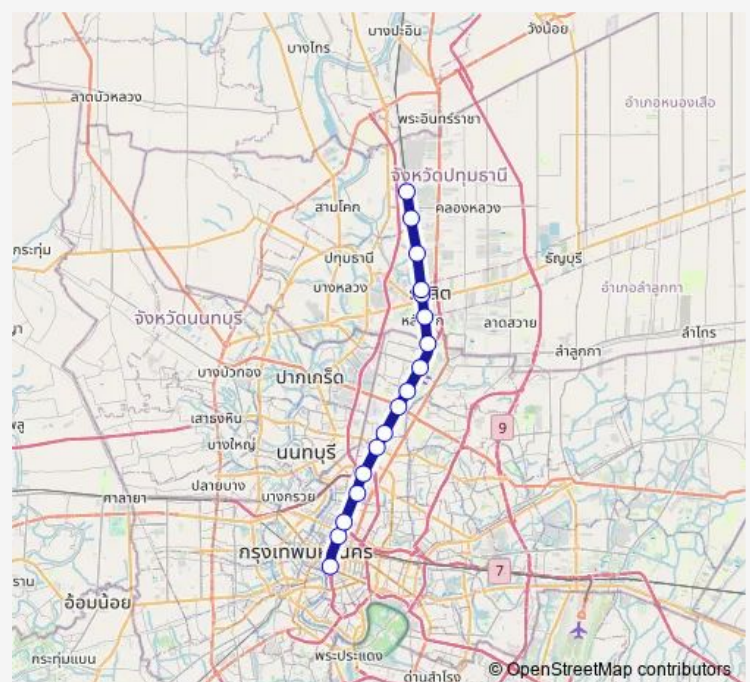 บางปะอิน
วังน้อย
บางไทร
ลาดบัวหลวง
อำเภอหนองเสือ
พระอินทร์ราชา
จังหวัดปทุมธานี
สามโคก
คลองหลวง
กระทุ่ม
ปทุมธานี
ธัญบุรี
บางหลวง
อำเภอลำลูกกา
จังหวัดนนทบุรี
ลาดสวาย
ลำไทร
ลำลูกกา
บางบัวทอง
ปากเกร็ด
เสาธงหิน
9
บางใหญ่
นนทบุรี
ปลายบาง
บางกรวย
ศาลายา
7
อ้อมน้อย
พระประแดง
กระทุ่มแบน
ด่านสำโรง
© OpenStreetMap contributors